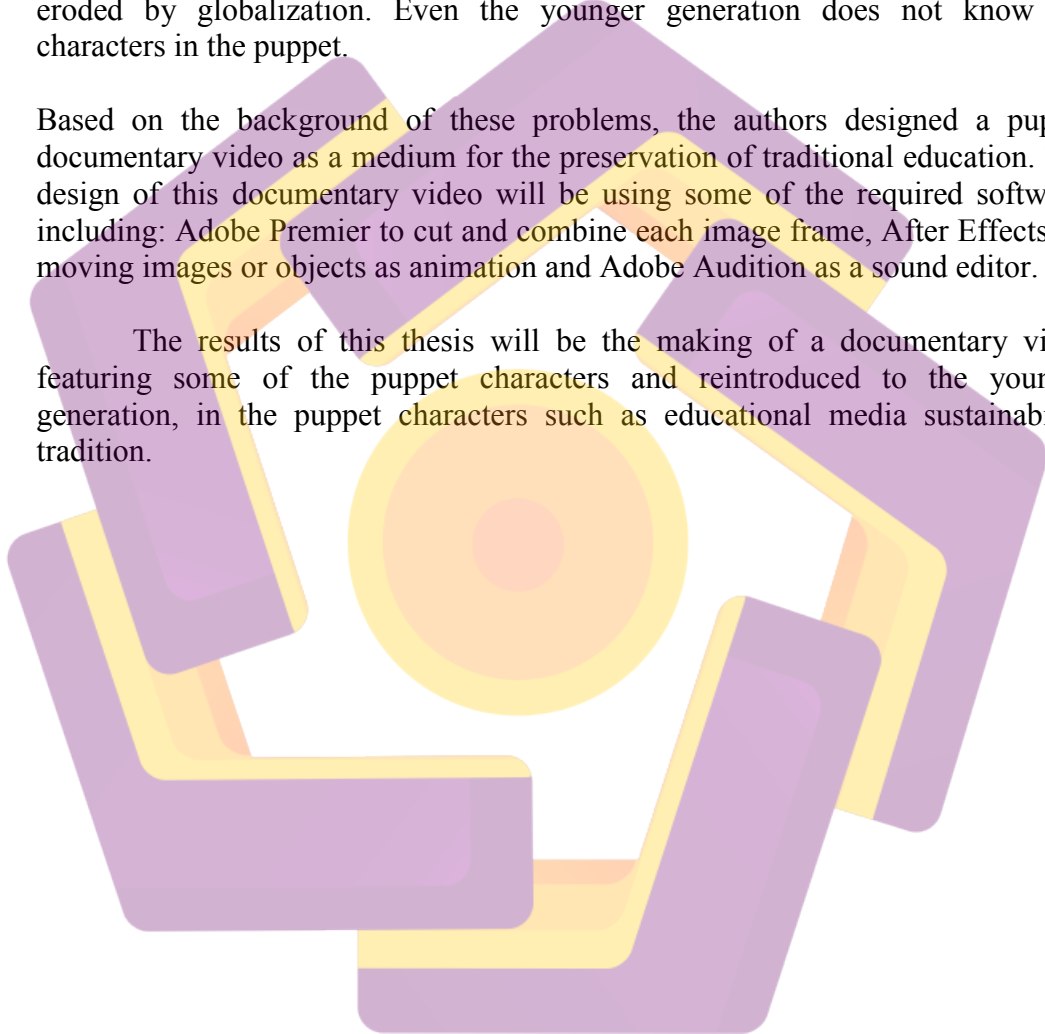 eroded by globalization. Even the younger generation does not know
characters in the puppet.
Based on the background of these problems, the authors designed a pup
documentary video as a medium for the preservation of traditional education.
design of this documentary video will be using some of the required softw
including: Adobe Premier to cut and combine each image frame, After Effects
moving images or objects as animation and Adobe Audition as a sound editor.
The results of this thesis will be the making of a documentary vi
featuring some of the puppet characters and reintroduced to the youn
generation, in the puppet characters such as educational media sustainabi
tradition.